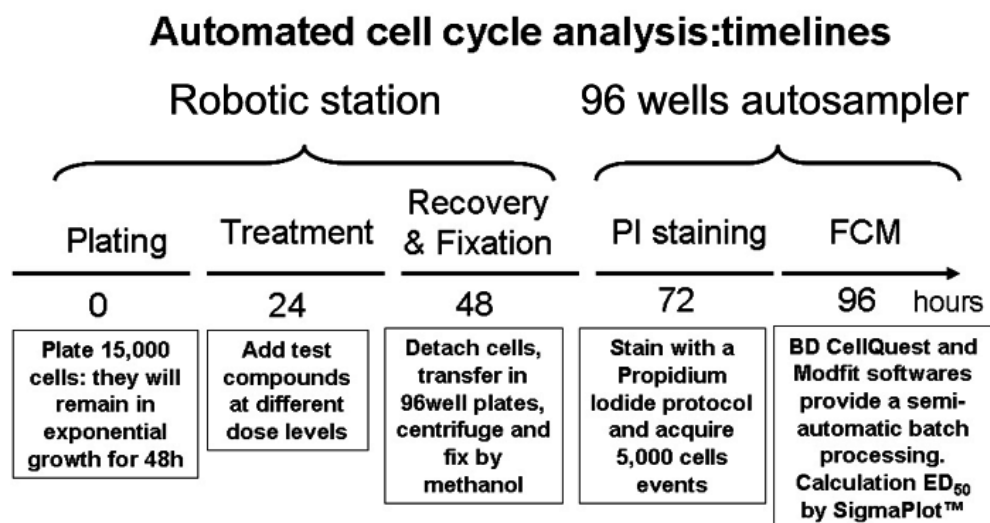 Automated cell cycle analysis:timelines
Robotic station
96 wells autosampler
Plating
Treatment
Recovery
& Fixation
PI staining
FCM
0
24
48
72
96
hours
Plate 15,000
cells: they will
remain in
exponential
growth for 48h
Add test
compounds
at different
dose levels
Detach cells,
transfer in
96well plates,
centrifuge and
fix by
methanol
Stain with a
Propidium
Iodide protocol
and acquire
5,000 cells
events
BD CellQuest and
Modfit softwares
provide a semi-
automatic batch
processing.
Calculation ED₅₀
by SigmaPlot™